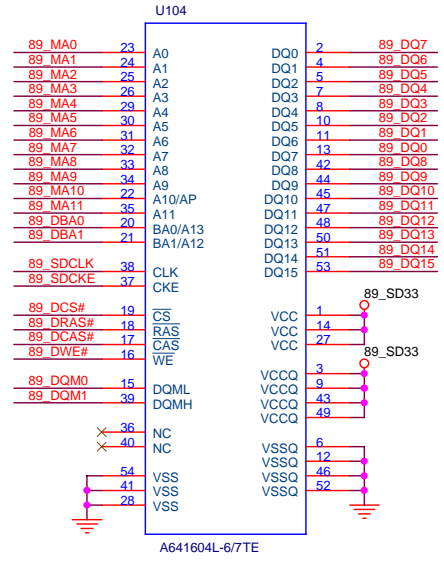 U104
89_MA0 23 A0 DQ0 2 89_DQ7
89_MA1 24 A1 DQ1 4 89_DQ6
89_MA2 25 A2 DQ2 5 89_DQ5
89_MA3 26 A3 DQ3 7 89_DQ4
89_MA4 29 A4 DQ4 8 89_DQ3
89_MA5 30 A5 DQ5 10 89_DQ2
89_MA6 31 A6 DQ6 11 89_DQ1
89_MA7 32 A7 DQ7 13 89_DQ0
89_MA8 33 A8 DQ8 42 89_DQ8
89_MA9 34 A9 DQ9 44 89_DQ9
89_MA10 22 A10/AP DQ10 45 89_DQ10
89_MA11 35 A11 DQ11 47 89_DQ11
89_DBA0 20 BA0/A13 DQ12 48 89_DQ12
89_DBA1 21 BA1/A12 DQ13 50 89_DQ13
DQ14 51 89_DQ14
89_SDCLK 38 CLK DQ15 53 89_DQ15
89_SDCKE 37 CKE
89_SD33
89_DCS# 19 CS VCC 1
89_DRAS# 18 RAS VCC 14
89_DCAS# 17 CAS VCC 27
89_DWE# 16 WE
89_SD33
VCCQ 3
89_DQM0 15 DQML VCCQ 9
89_DQM1 39 DQMH VCCQ 43
VCCQ 49
36 NC
40 NC VSSQ 6
VSSQ 12
54 VSS VSSQ 46
41 VSS VSSQ 52
28 VSS
A641604L-6/7TE